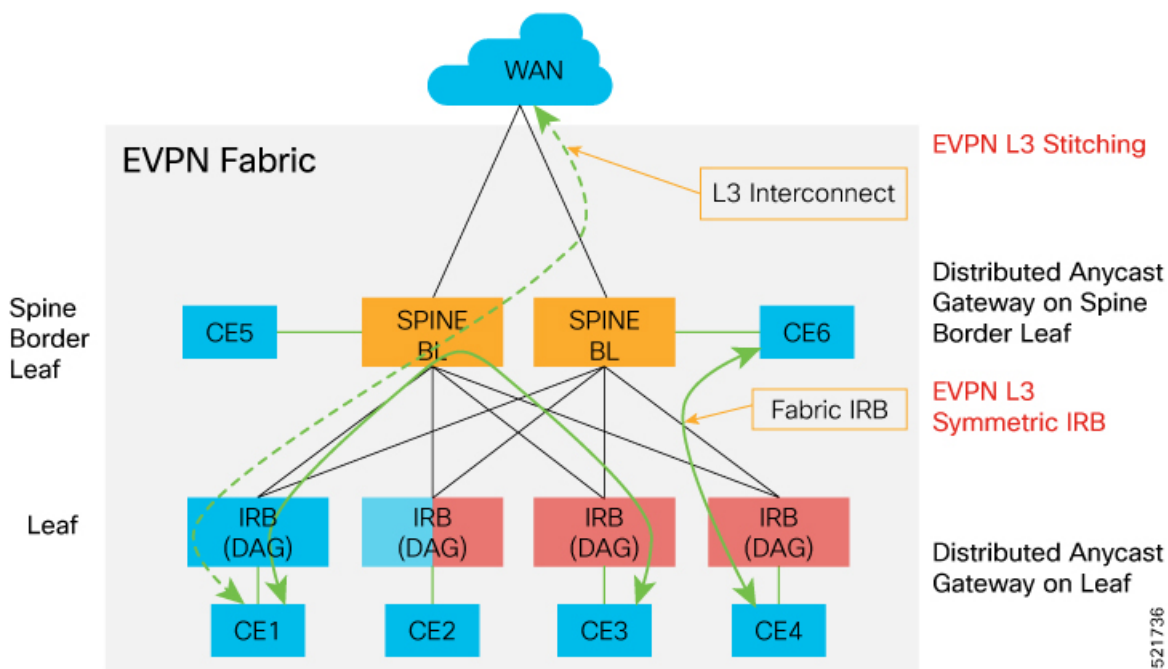 WAN
EVPN Fabric
EVPN L3 Stitching
L3 Interconnect
Spine
Border
Leaf
CE5
SPINE
BL
SPINE
BL
CE6
Distributed Anycast
Gateway on Spine
Border Leaf
Fabric IRB
EVPN L3
Symmetric IRB
Leaf
IRB
(DAG)
IRB
(DAG)
IRB
(DAG)
IRB
(DAG)
Distributed Anycast
Gateway on Leaf
CE1
CE2
CE3
CE4
521736